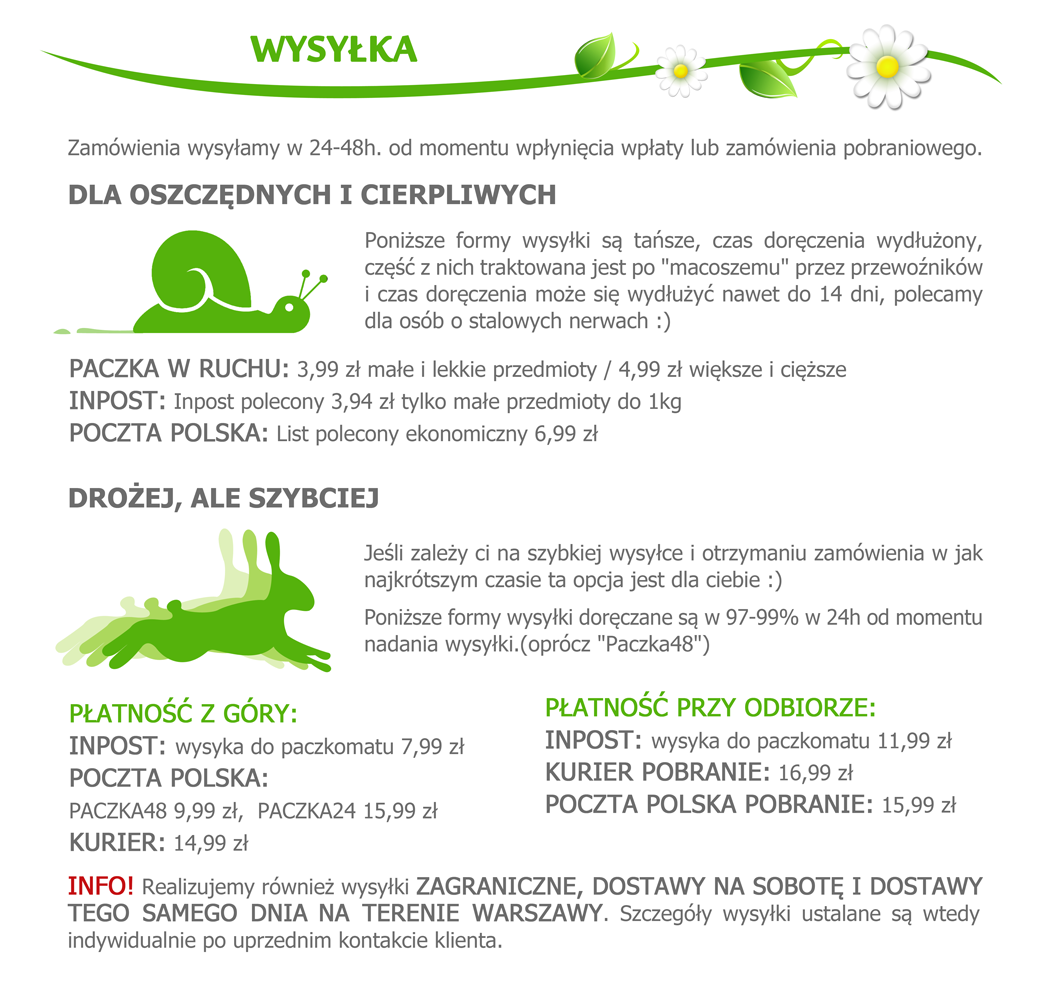 WYSYŁKA
Zamówienia wysyłamy w 24-48h. od momentu wpłynięcia wpłaty lub zamówienia pobraniowego.
DLA OSZCZĘDNYCH I CIERPLIWYCH
Poniższe formy wysyłki są tańsze, czas doręczenia wydłużony,
część z nich traktowana jest po "macoszemu" przez przewoźników
i czas doręczenia może się wydłużyć nawet do 14 dni, polecamy
dla osób o stalowych nerwach :)
PACZKA W RUCHU: 3,99 zł małe i lekkie przedmioty / 4,99 zł większe i cięższe
INPOST: Inpost polecony 3,94 zł tylko małe przedmioty do 1kg
POCZTA POLSKA: List polecony ekonomiczny 6,99 zł
DROŻEJ, ALE SZYBCIEJ
Jeśli zależy ci na szybkiej wysyłce i otrzymaniu zamówienia w jak
najkrótszym czasie ta opcja jest dla ciebie :)
Poniższe formy wysyłki doręczane są w 97-99% w 24h od momentu
nadania wysyłki.(oprócz "Paczka48")
PŁATNOŚĆ Z GÓRY:
INPOST: wysyka do paczkomatu 7,99 zł
POCZTA POLSKA:
PACZKA48 9,99 zł, PACZKA24 15,99 zł
KURIER: 14,99 zł
PŁATNOŚĆ PRZY ODBIORZE:
INPOST: wysyka do paczkomatu 11,99 zł
KURIER POBRANIE: 16,99 zł
POCZTA POLSKA POBRANIE: 15,99 zł
INFO! Realizujemy również wysyłki ZAGRANICZNE, DOSTAWY NA SOBOTĘ I DOSTAWY
TEGO SAMEGO DNIA NA TERENIE WARSZAWY. Szczegóły wysyłki ustalane są wtedy
indywidualnie po uprzednim kontakcie klienta.